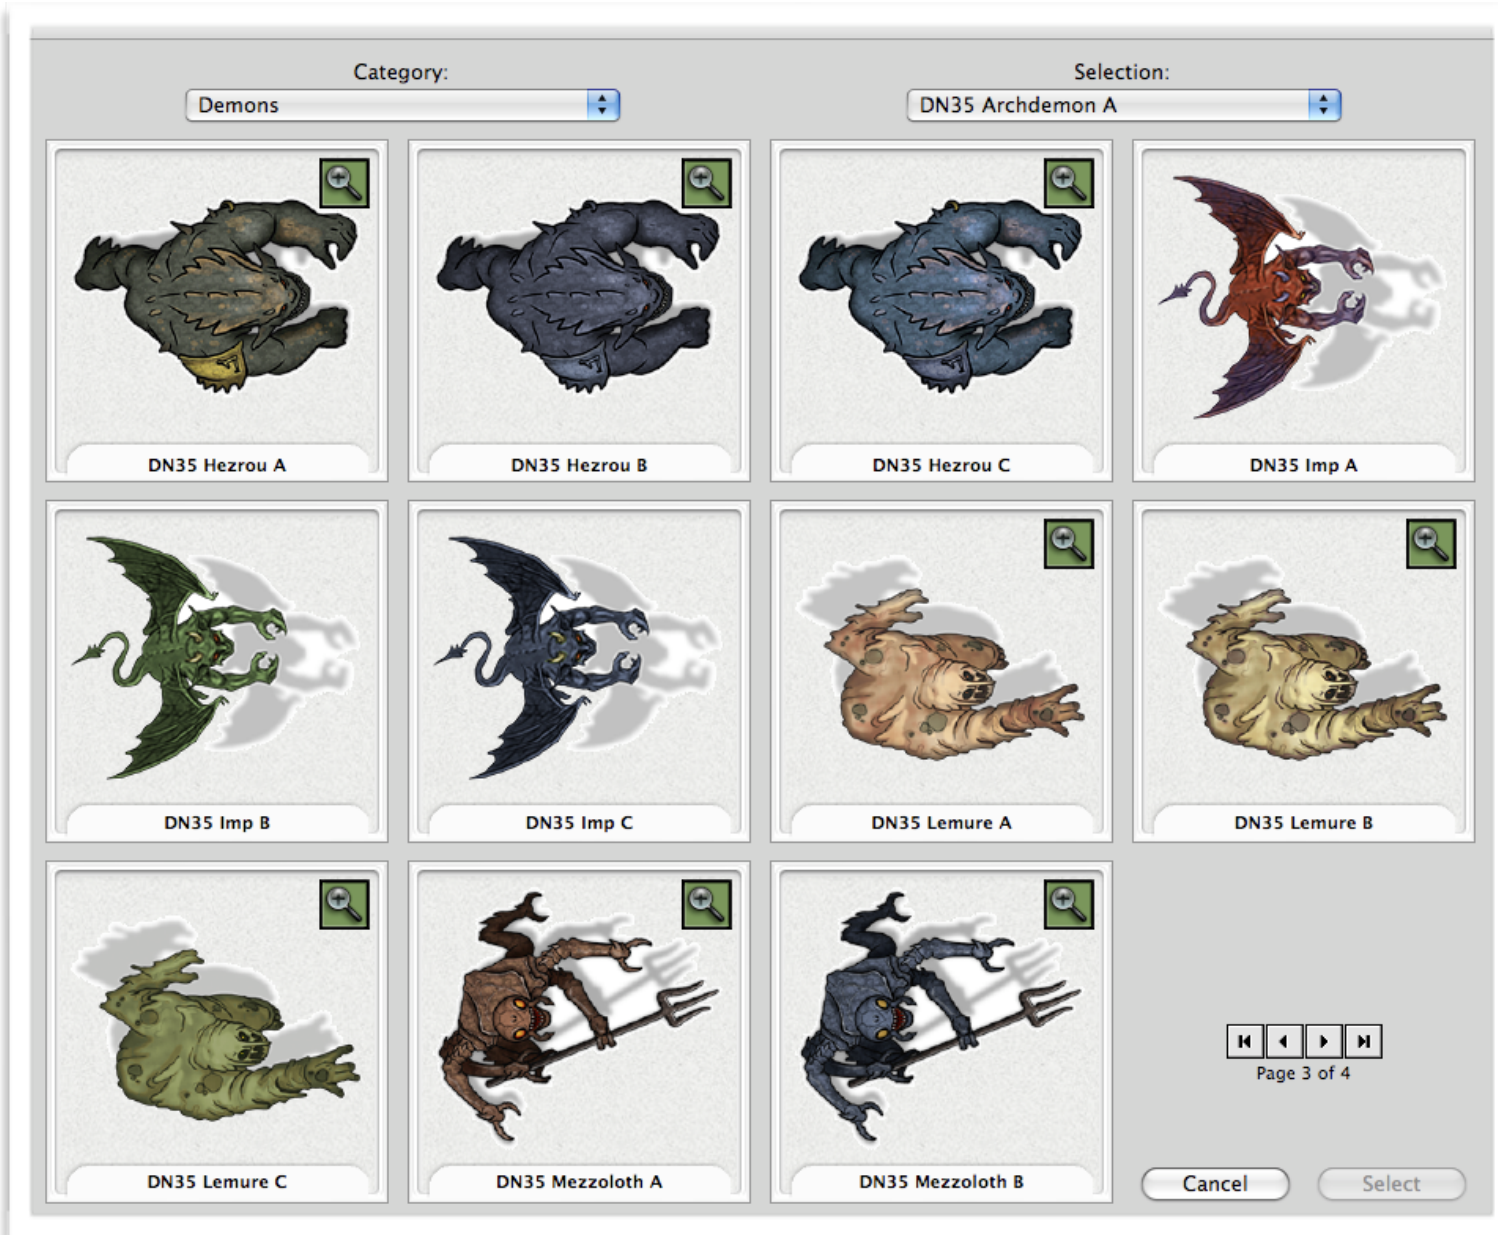 Category:
Selection:
Demons
DN35 Archdemon A
DN35 Hezrou A
DN35 Hezrou B
DN35 Hezrou C
DN35 Imp A
DN35 Imp B
DN35 Imp C
DN35 Lemure A
DN35 Lemure B
DN35 Lemure C
DN35 Mezzoloth A
DN35 Mezzoloth B
Page 3 of 4
Cancel
Select